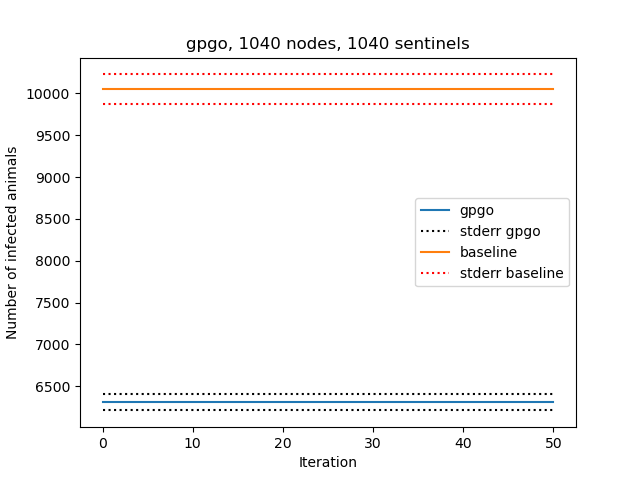 gpgo, 1040 nodes, 1040 sentinels
Number of infected animals
10000
9500
9000
8500
8000
7500
7000
6500
gpgo
stderr gpgo
baseline
stderr baseline
0 10 20 30 40 50
Iteration